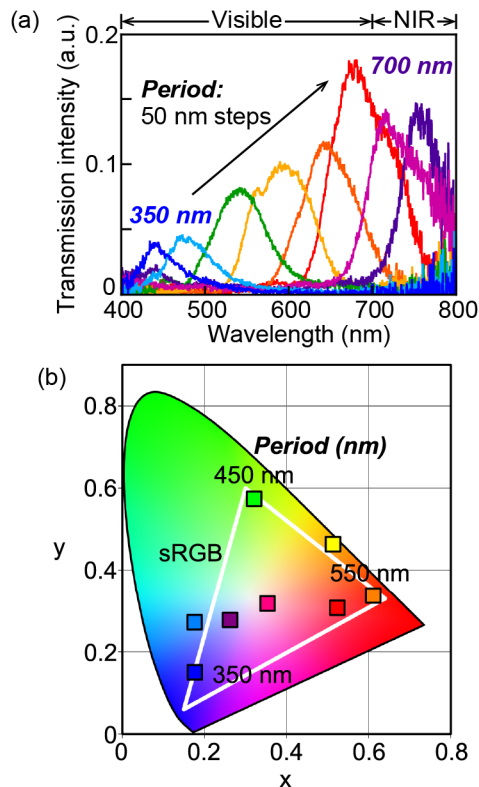 (a)
Visible
NIR
Transmission intensity (a.u.)
0.2
0.1
0
Period:
50 nm steps
350 nm
700 nm
400 500 600 700 800
Wavelength (nm)
(b)
0.8
0.6
0.4
0.2
0
y
Period (nm)
450 nm
sRGB
550 nm
350 nm
0 0.2 0.4 0.6 0.8
x